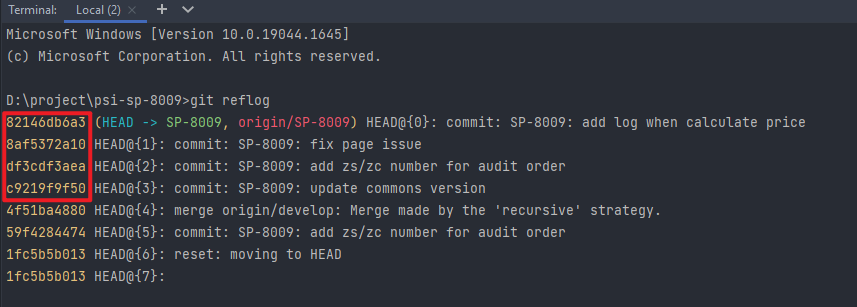 Terminal: Local (2)
Microsoft Windows [Version 10.0.19044.1645]
(c) Microsoft Corporation. All rights reserved.
D:\project\psi-sp-8009>git reflog
82146db6a3 (HEAD -> SP-8009, origin/SP-8009) HEAD@{0}: commit: SP-8009: add log when calculate price
8af5372a10 HEAD@{1}: commit: SP-8009: fix page issue
df3cdf3aea HEAD@{2}: commit: SP-8009: add zs/zc number for audit order
c9219f9f50 HEAD@{3}: commit: SP-8009: update commons version
4f51ba4880 HEAD@{4}: merge origin/develop: Merge made by the 'recursive' strategy.
59f4284474 HEAD@{5}: commit: SP-8009: add zs/zc number for audit order
1fc5b5b013 HEAD@{6}: reset: moving to HEAD
1fc5b5b013 HEAD@{7}: